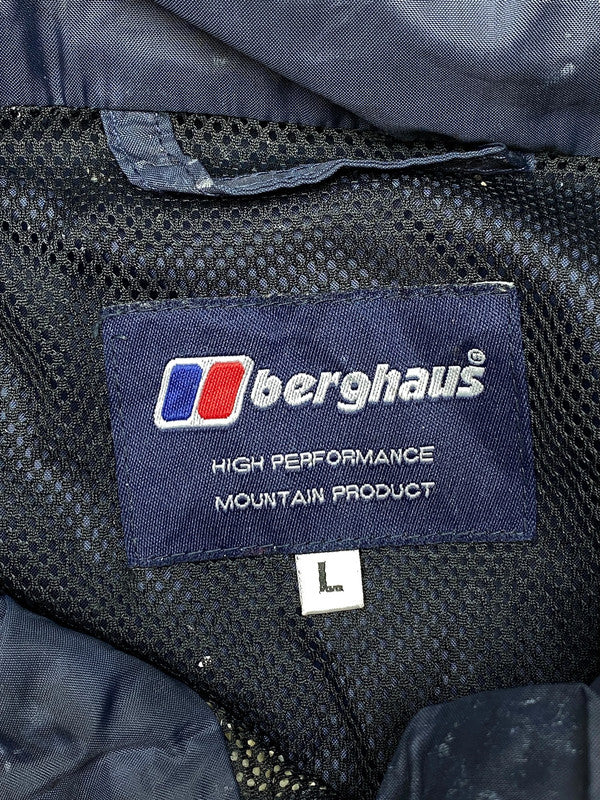 berghaus®
HIGH PERFORMANCE
MOUNTAIN PRODUCT
L